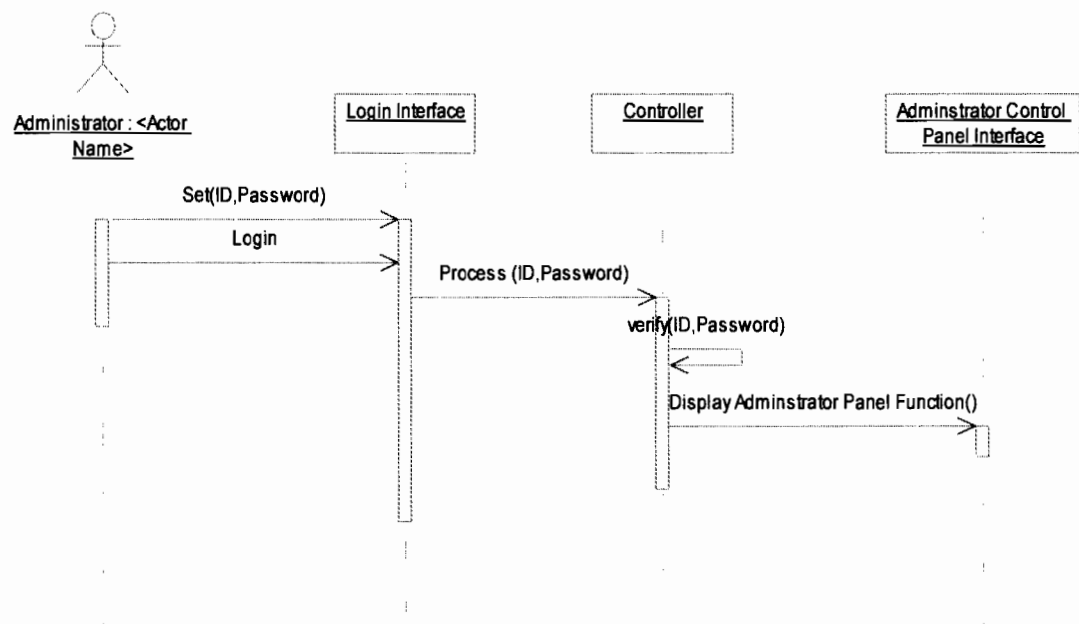 Administrator : <Actor
Name>
Login Interface
Controller
Adminstrator Control
Panel Interface
Set(ID,Password)
Login
Process (ID,Password)
verify(ID,Password)
Display Adminstrator Panel Function()